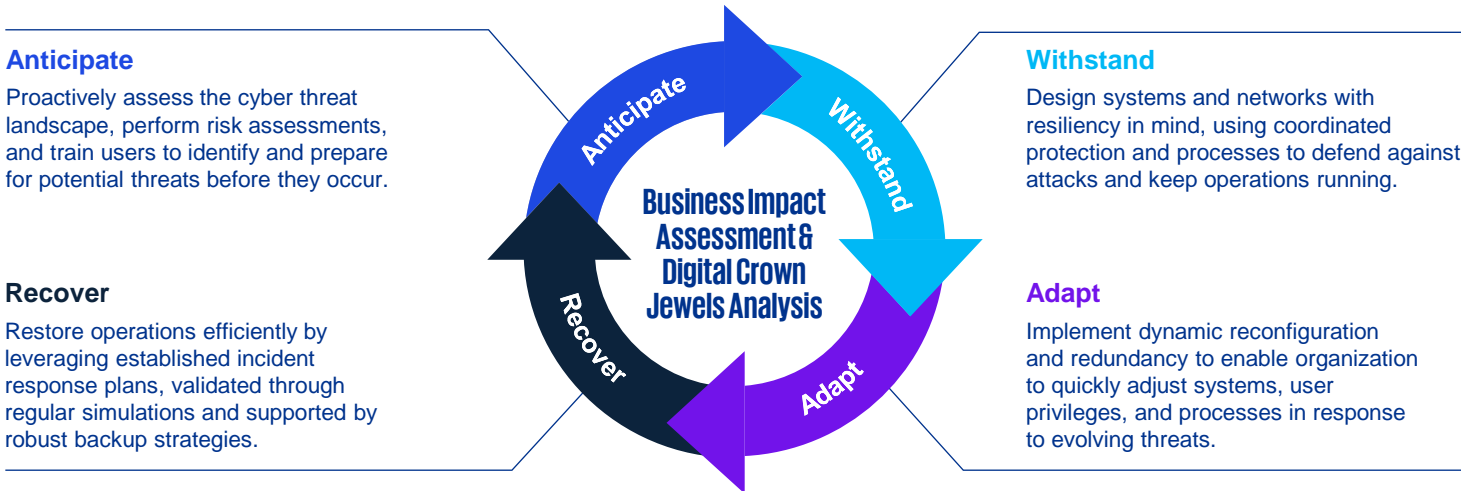 Anticipate
Proactively assess the cyber threat
landscape, perform risk assessments,
and train users to identify and prepare
for potential threats before they occur.
Recover
Restore operations efficiently by
leveraging established incident
response plans, validated through
regular simulations and supported by
robust backup strategies.
Anticipate
Withstand
Adapt
Recover
Business Impact
Assessment &
Digital Crown
Jewels Analysis
Withstand
Design systems and networks with
resiliency in mind, using coordinated
protection and processes to defend against
attacks and keep operations running.
Adapt
Implement dynamic reconfiguration
and redundancy to enable organization
to quickly adjust systems, user
privileges, and processes in response
to evolving threats.